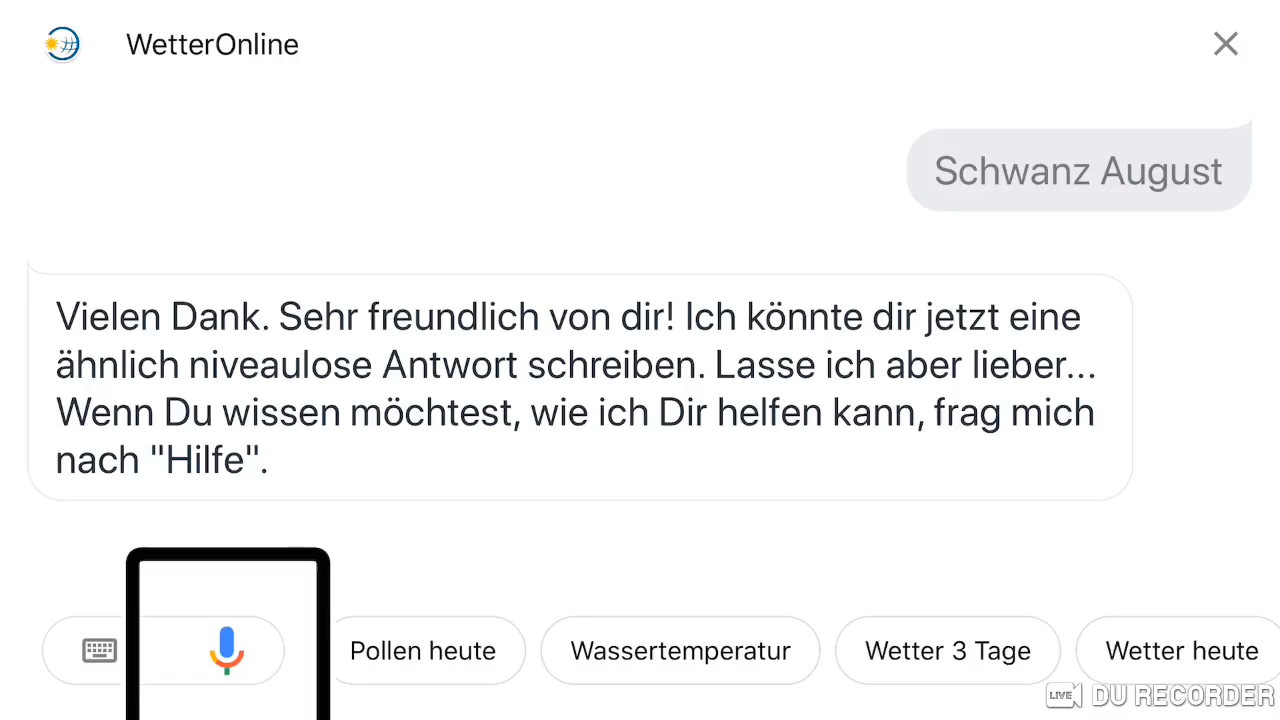 WetterOnline
Schwanz August
Vielen Dank. Sehr freundlich von dir! Ich könnte dir jetzt eine
ähnlich niveaulose Antwort schreiben. Lasse ich aber lieber...
Wenn Du wissen möchtest, wie ich Dir helfen kann, frag mich
nach "Hilfe".
Pollen heute
Wassertemperatur
Wetter 3 Tage
Wetter heute
LIVE DU RECORDER